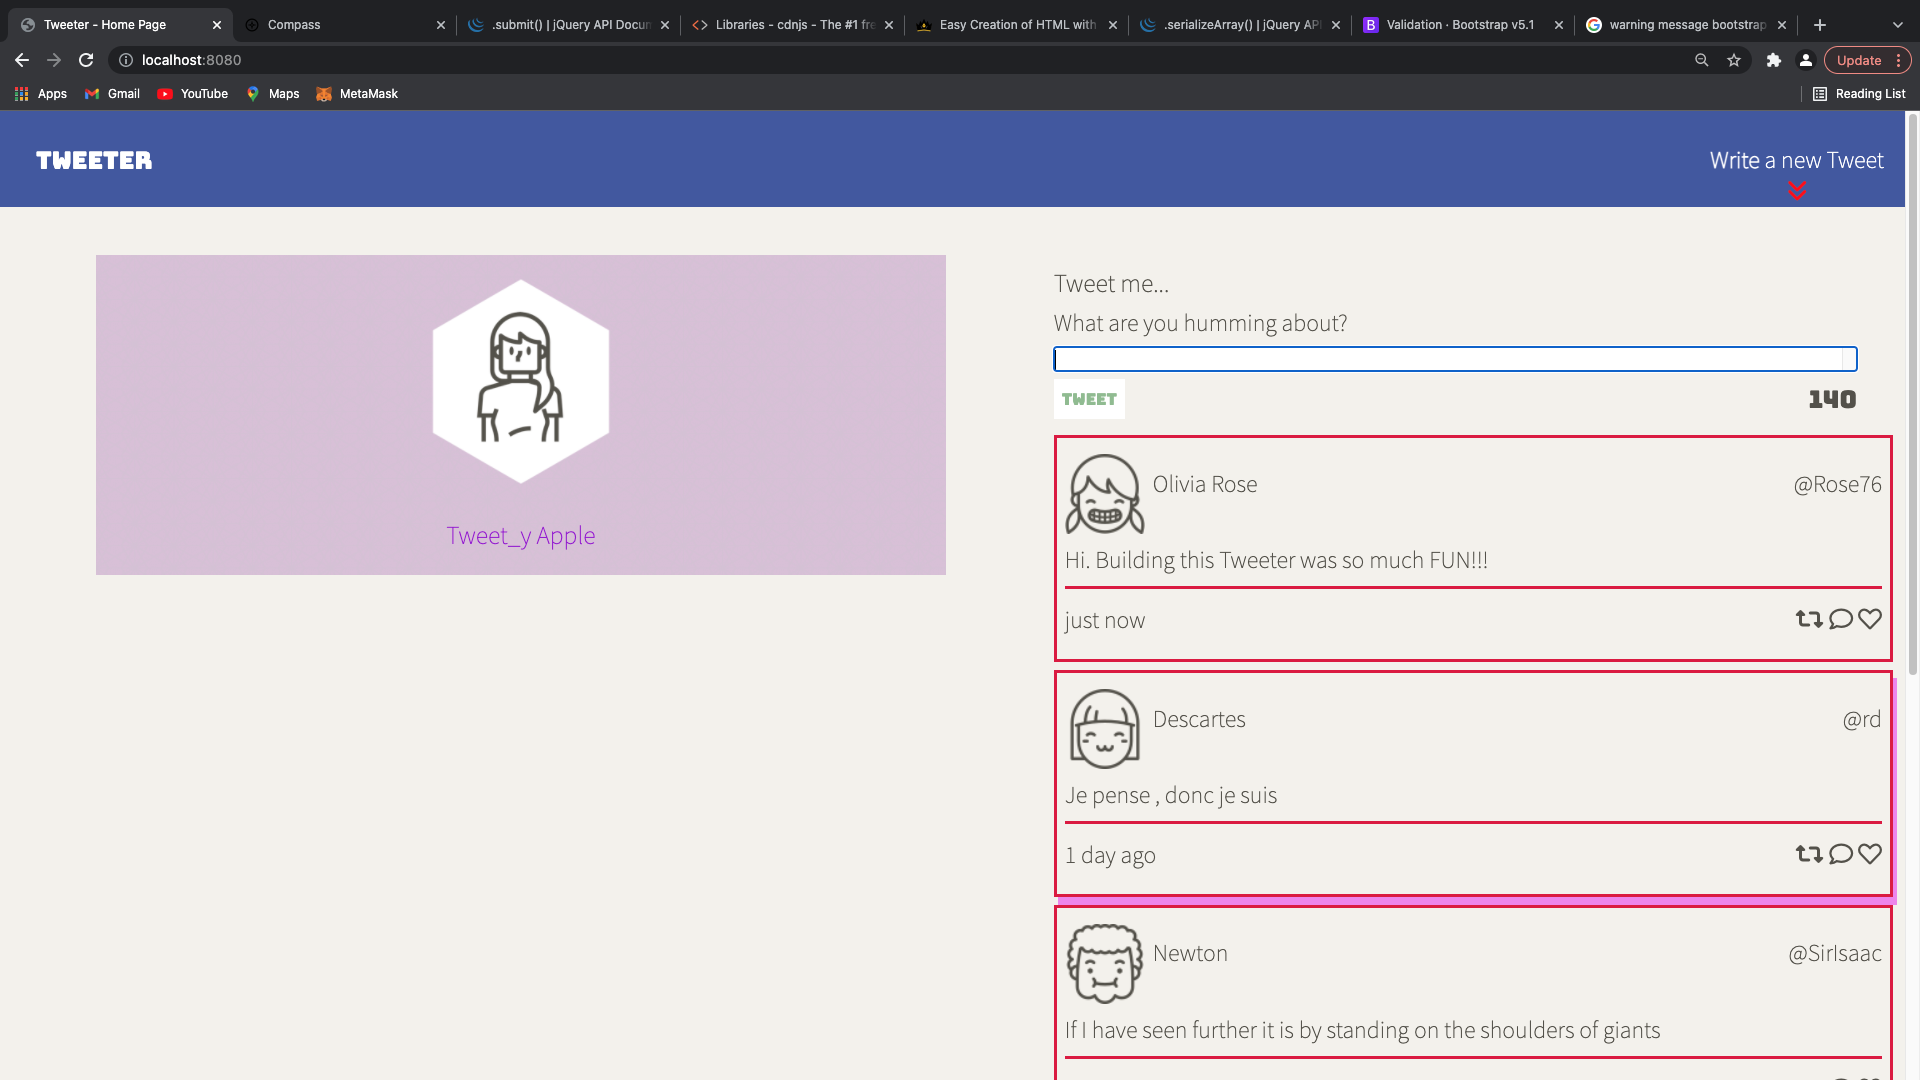 Tweeter - Home Page
Compass
.submit() | jQuery API Docum
Libraries - cdnjs - The #1 fre
Easy Creation of HTML with
.serializeArray() | jQuery API
B Validation · Bootstrap v5.1
G warning message bootstrap
localhost:8080
Update
Apps
Gmail
YouTube
Maps
MetaMask
Reading List
TWEETER
Write a new Tweet
Tweet_y Apple
Tweet me...
What are you humming about?
TWEET
140
Olivia Rose
@Rose76
Hi. Building this Tweeter was so much FUN!!!
just now
Descartes
@rd
Je pense , donc je suis
1 day ago
Newton
@SirIsaac
If I have seen further it is by standing on the shoulders of giants